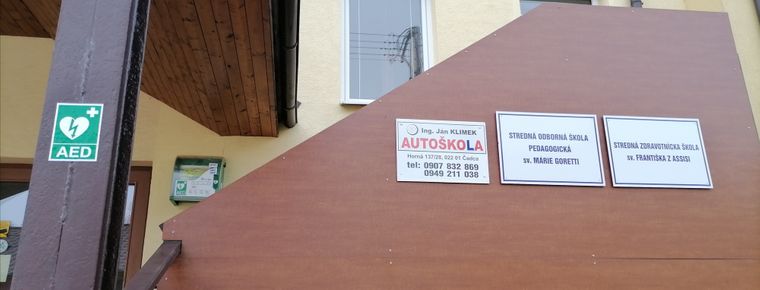 AED
Ing. Ján KLIMEK
AUTOŠKOLA
Horná 137/28, 022 01 Čadca
tel: 0907 832 869
0949 211 038
STREDNÁ ODBORNÁ ŠKOLA
PEDAGOGICKÁ
sv. MÁRIE GORETTI
STREDNÁ ZDRAVOTNÍCKA ŠKOLA
sv. FRANTIŠKA Z ASSISI